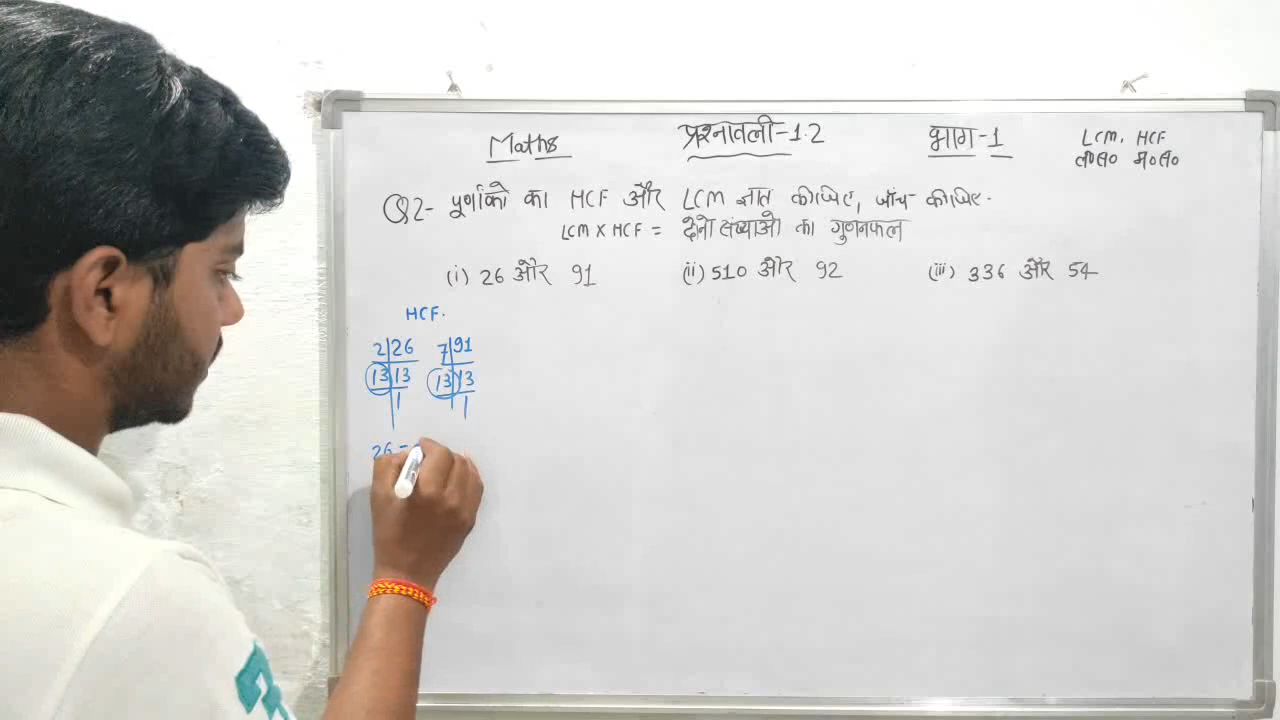 Maths प्रश्नावली-1.2 भाग-1 LCM, HCF
ल०स० म०स०
Q2- पूर्णांको का HCF और LCM ज्ञात कीजिए, जाँच कीजिए.
LCM X HCF = दोनो संख्याओ का गुणनफल
(i) 26 और 91 (ii) 510 और 92 (iii) 336 और 54
HCF.
2 26 7 91
13 13 13 13
1 1
26 =